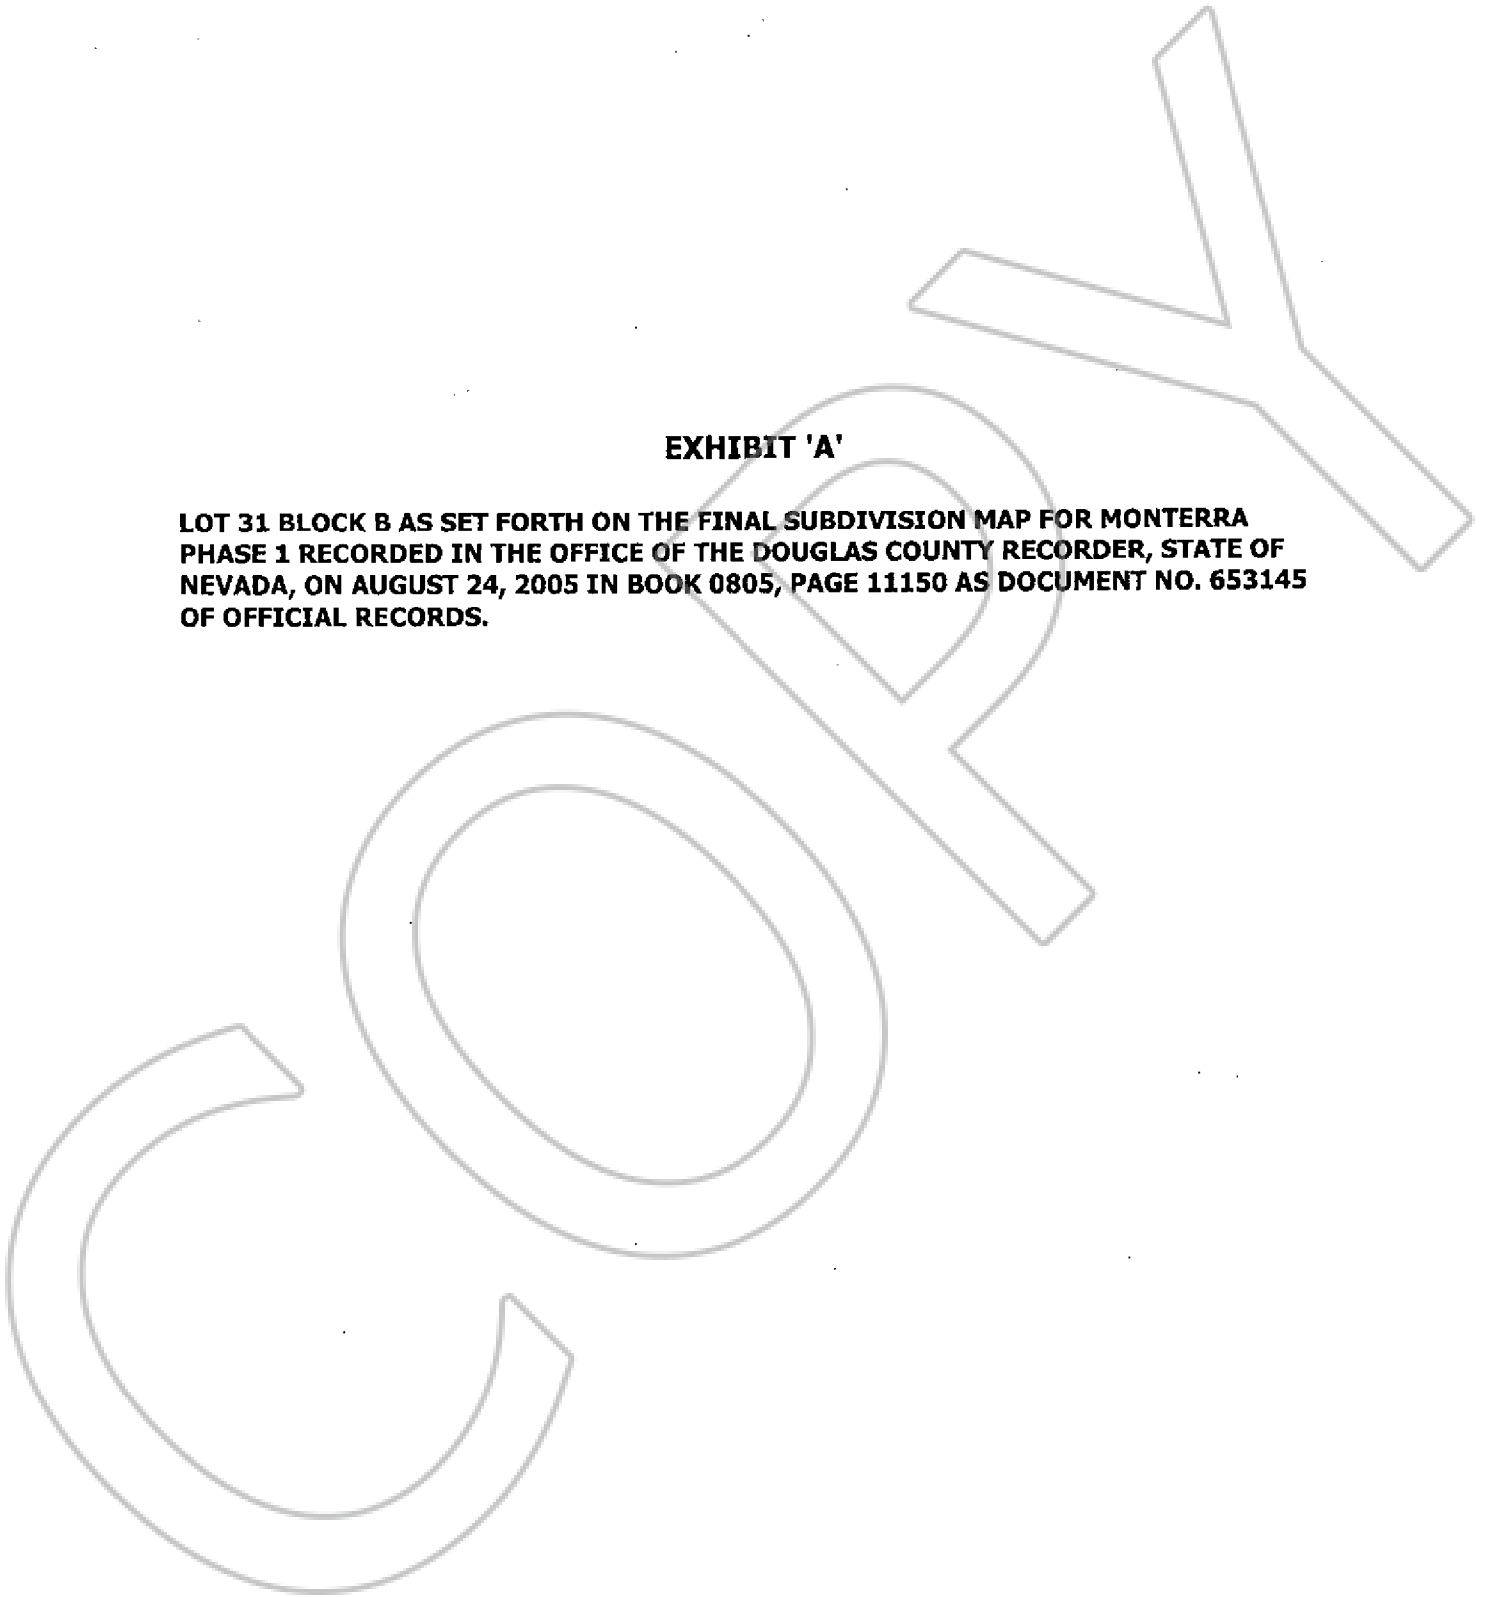 EXHIBIT 'A'
LOT 31 BLOCK B AS SET FORTH ON THE FINAL SUBDIVISION MAP FOR MONTERRA
PHASE 1 RECORDED IN THE OFFICE OF THE DOUGLAS COUNTY RECORDER, STATE OF
NEVADA, ON AUGUST 24, 2005 IN BOOK 0805, PAGE 11150 AS DOCUMENT NO. 653145
OF OFFICIAL RECORDS.
COPY